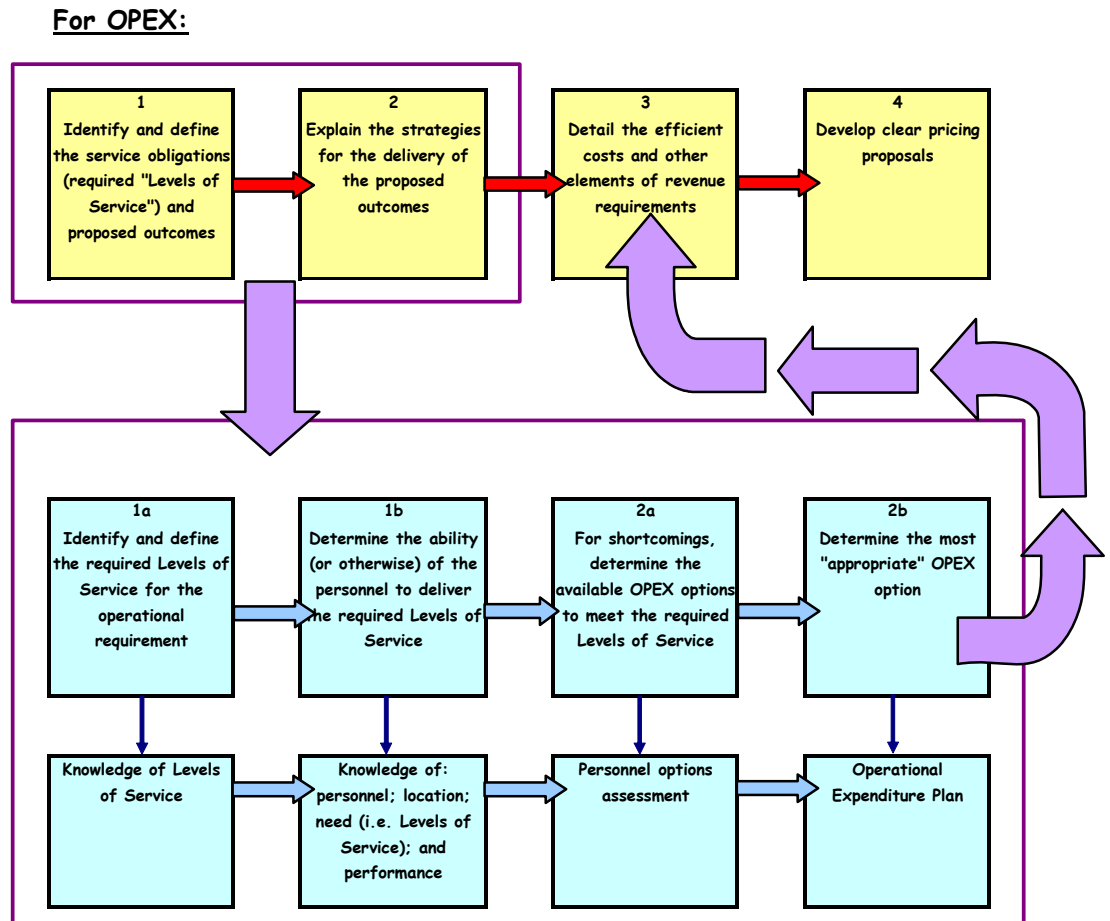 For OPEX:
1
Identify and define
the service obligations
(required "Levels of
Service") and
proposed outcomes
2
Explain the strategies
for the delivery of
the proposed
outcomes
3
Detail the efficient
costs and other
elements of revenue
requirements
4
Develop clear pricing
proposals
1a
Identify and define
the required Levels of
Service for the
operational
requirement
1b
Determine the ability
(or otherwise) of the
personnel to deliver
the required Levels of
Service
2a
For shortcomings,
determine the
available OPEX options
to meet the required
Levels of Service
2b
Determine the most
"appropriate" OPEX
option
Knowledge of Levels
of Service
Knowledge of:
personnel; location;
need (i.e. Levels of
Service); and
performance
Personnel options
assessment
Operational
Expenditure Plan